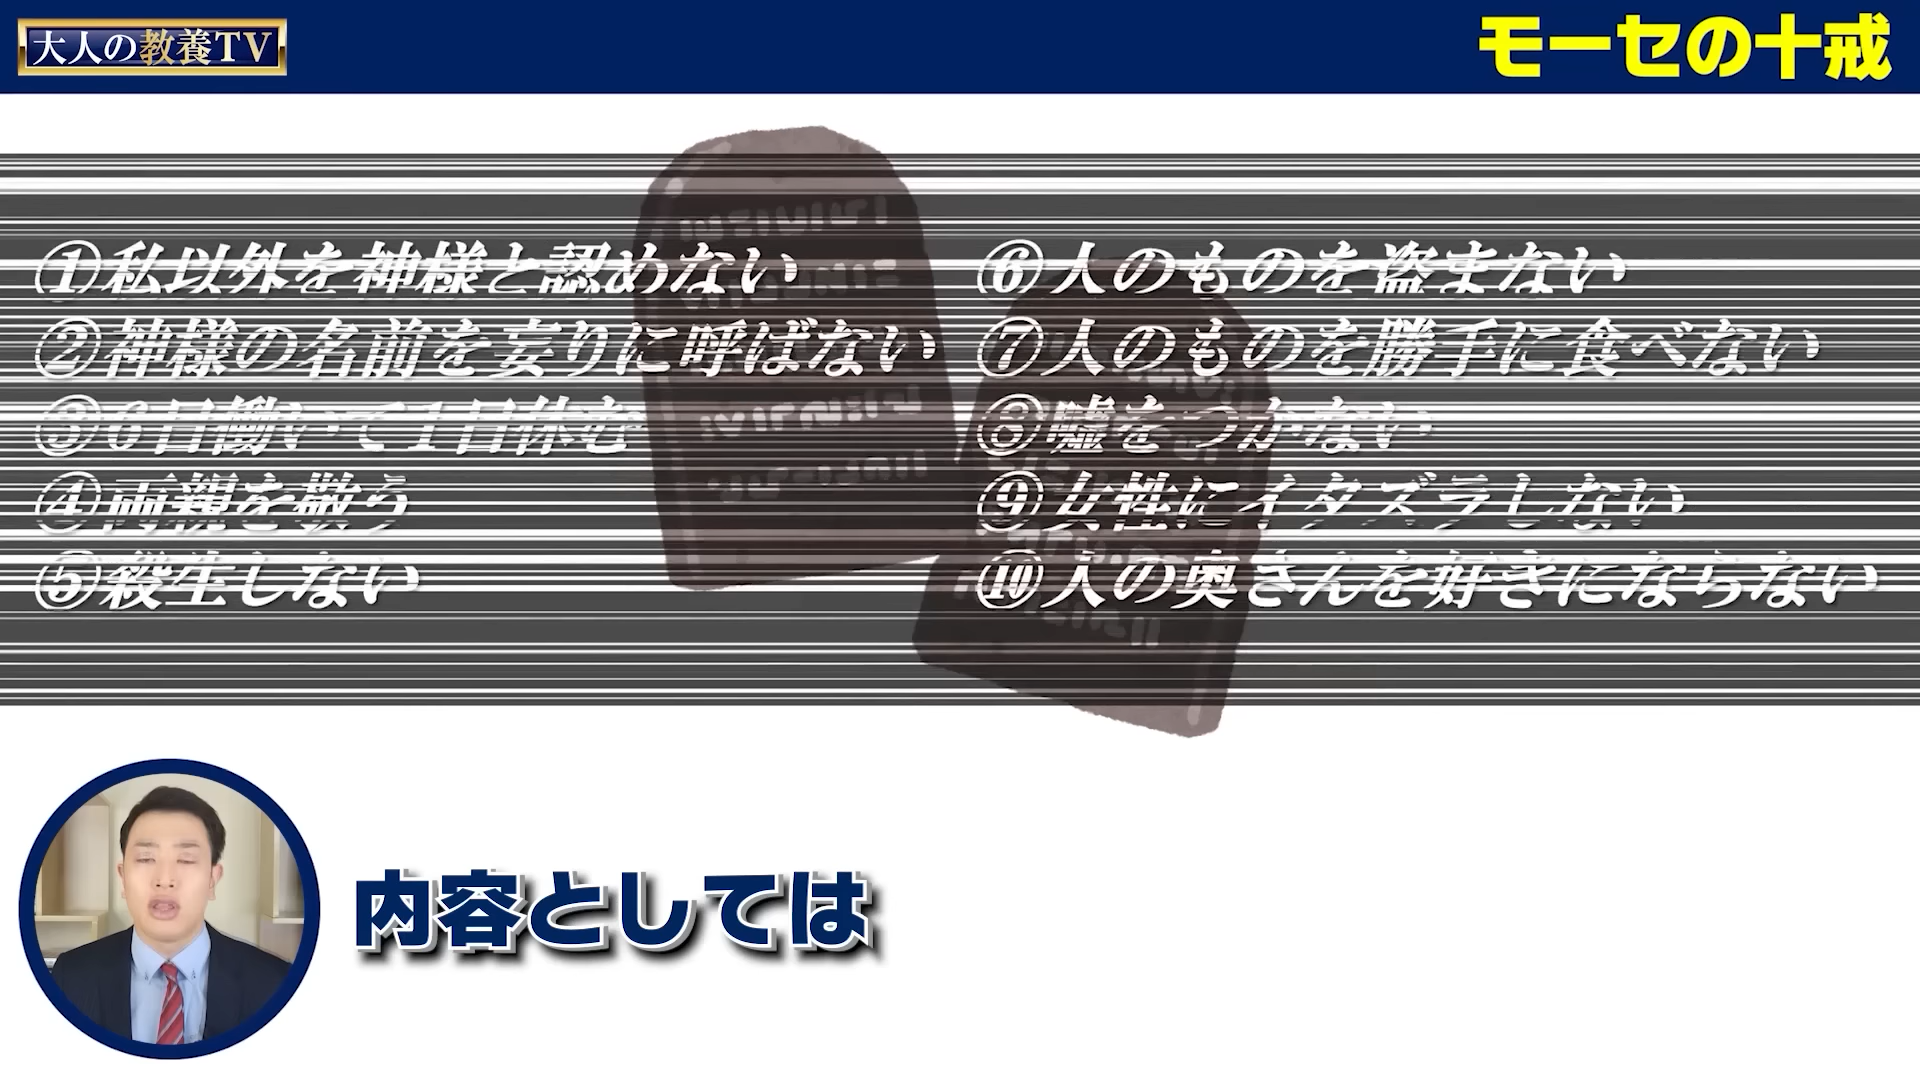 大人の教養TV
モーセの十戒
①私以外を神様と認めない
②神様の名前を妄りに呼ばない
③6日働いて1日休む
④両親を敬う
⑤殺生しない
⑥人のものを盗まない
⑦人のものを勝手に食べない
⑧嘘をつかない
⑨女性にイタズラしない
⑩人の奥さんを好きにならない
内容としては